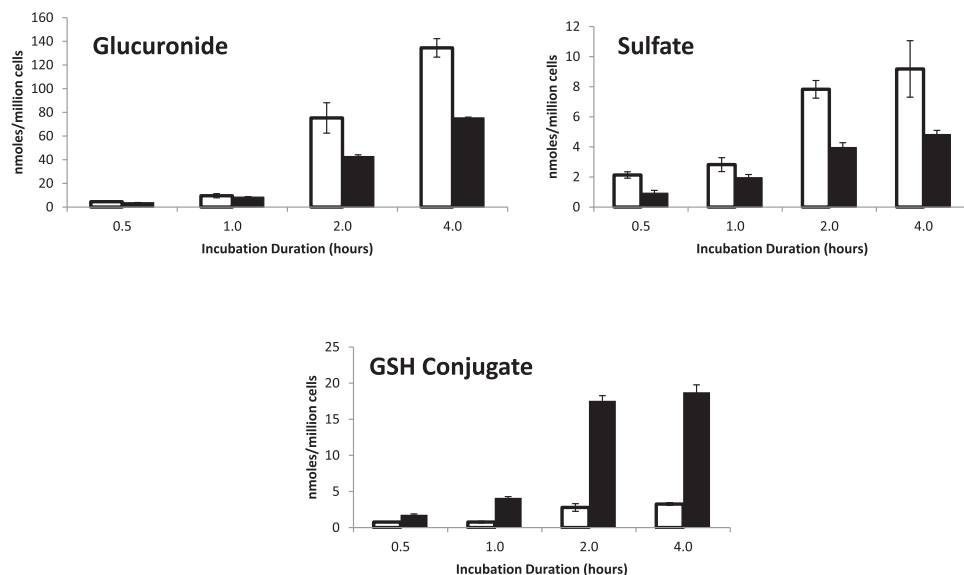 Glucuronide
nmoles/million cells
160
140
120
100
80
60
40
20
0
0.5 1.0 2.0 4.0
Incubation Duration (hours)
Sulfate
nmoles/million cells
12
10
8
6
4
2
0
0.5 1.0 2.0 4.0
Incubation Duration (hours)
GSH Conjugate
nmoles/million cells
25
20
15
10
5
0
0.5 1.0 2.0 4.0
Incubation Duration (hours)